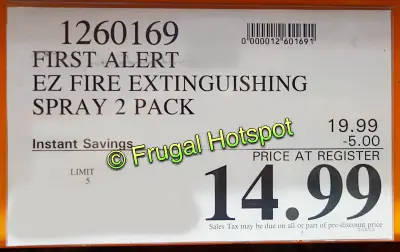 1260169
0 000012 601691
FIRST ALERT
EZ FIRE EXTINGUISHING
SPRAY 2 PACK
19.99
Instant Savings -5.00
© Frugal Hotspot
PRICE AT REGISTER
LIMIT
5
14.99
Sales Tax may be due on all or part of pre-discount price